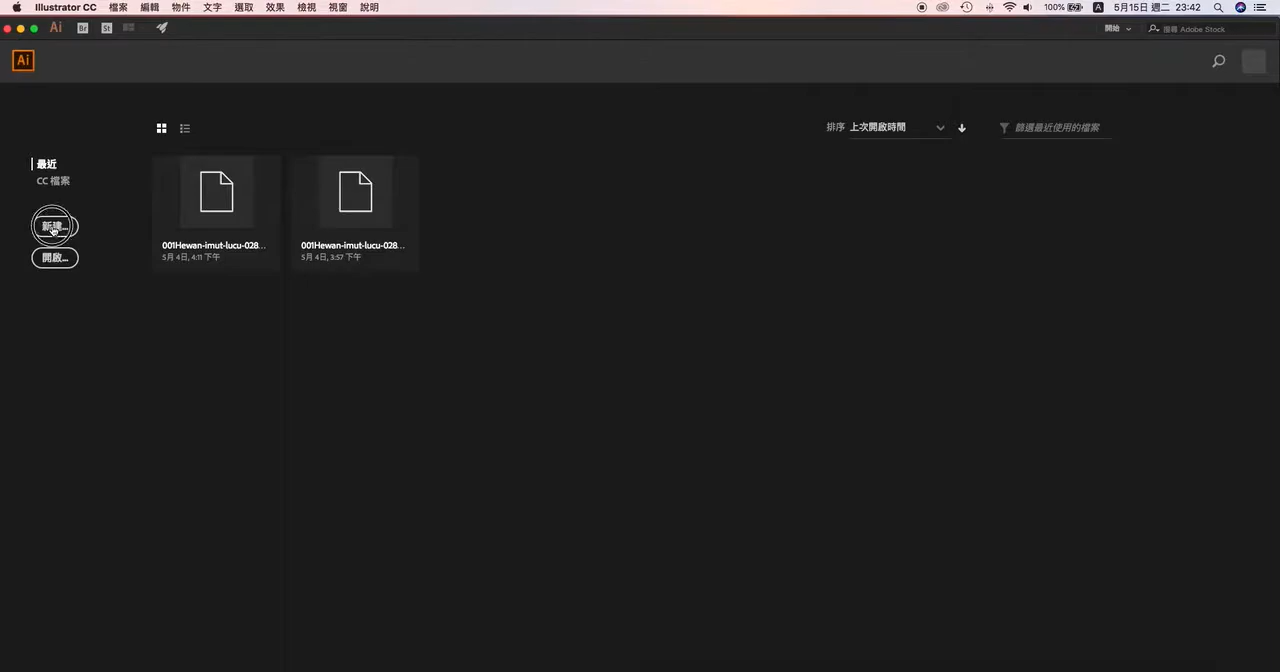 Illustrator CC 檔案 編輯 物件 文字 選取 效果 檢視 視窗 說明 100% A 5月15日 週二 23:42
Ai Br St 開始 搜尋 Adobe Stock
Ai
排序 上次開啟時間 篩選最近使用的檔案
最近
CC 檔案
新建...
開啟...
001Hewan-imut-lucu-028... 001Hewan-imut-lucu-028...
5月 4日, 4:11 下午 5月 4日, 3:57 下午